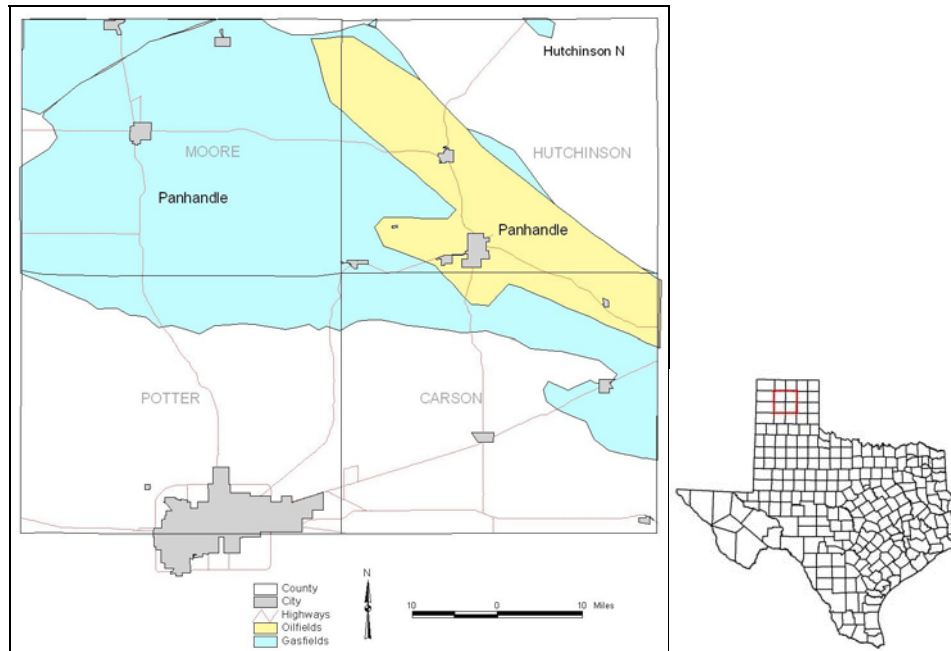 Hutchinson N
MOORE
HUTCHINSON
Panhandle
Panhandle
POTTER
CARSON
County
City
Highways
Oilfields
Gasfields
N
10 0 10 Miles